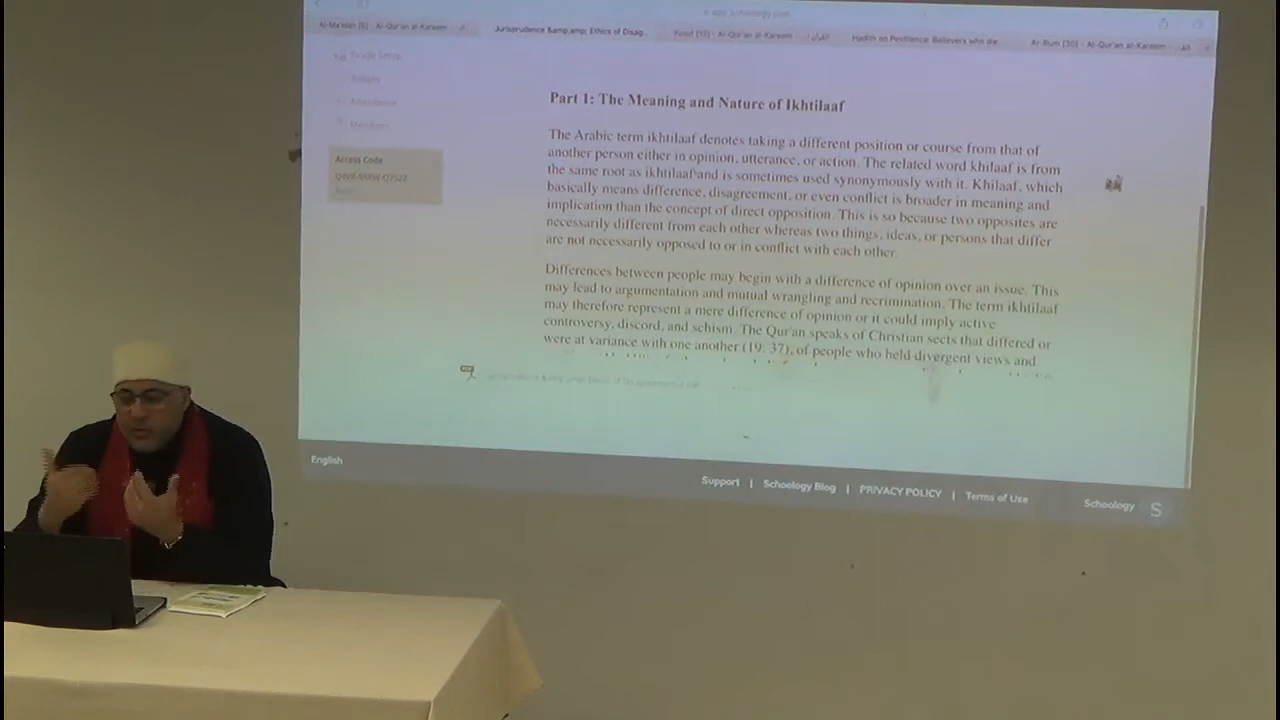 app.schoology.com
Al-Ma'idah [5] - Al-Qur'an al-Kareem
Jurisprudence &amp;amp; Ethics of Disag...
Yusuf [12] - Al-Qur'an al-Kareem -
Hadith on Pestilence: Believers who die
Ar-Rum [30] - Al-Qur'an al-Kareem -
Grade Setup
Attendance
Members
Access Code
Part 1: The Meaning and Nature of Ikhtilaaf
The Arabic term ikhtilaaf denotes taking a different position or course from that of
another person either in opinion, utterance, or action. The related word khilaaf is from
the same root as ikhtilaaf and is sometimes used synonymously with it. Khilaaf, which
basically means difference, disagreement, or even conflict is broader in meaning and
implication than the concept of direct opposition. This is so because two opposites are
necessarily different from each other whereas two things, ideas, or persons that differ
are not necessarily opposed to or in conflict with each other.
Differences between people may begin with a difference of opinion over an issue. This
may lead to argumentation and mutual wrangling and recrimination. The term ikhtilaaf
may therefore represent a mere difference of opinion or it could imply active
controversy, discord, and schism. The Qur'an speaks of Christian sects that differed or
were at variance with one another (19: 37), of people who held divergent views and
English
Support | Schoology Blog | PRIVACY POLICY | Terms of Use
Schoology S